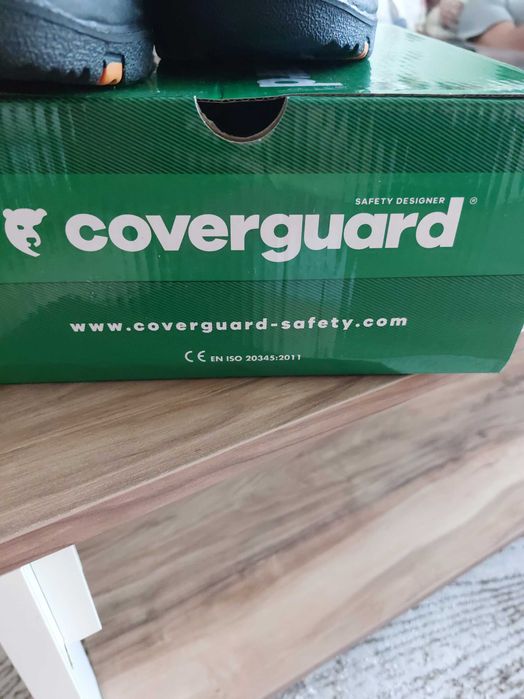 SAFETY DESIGNER ®
coverguard
www.coverguard-safety.com
CE EN ISO 20345:2011